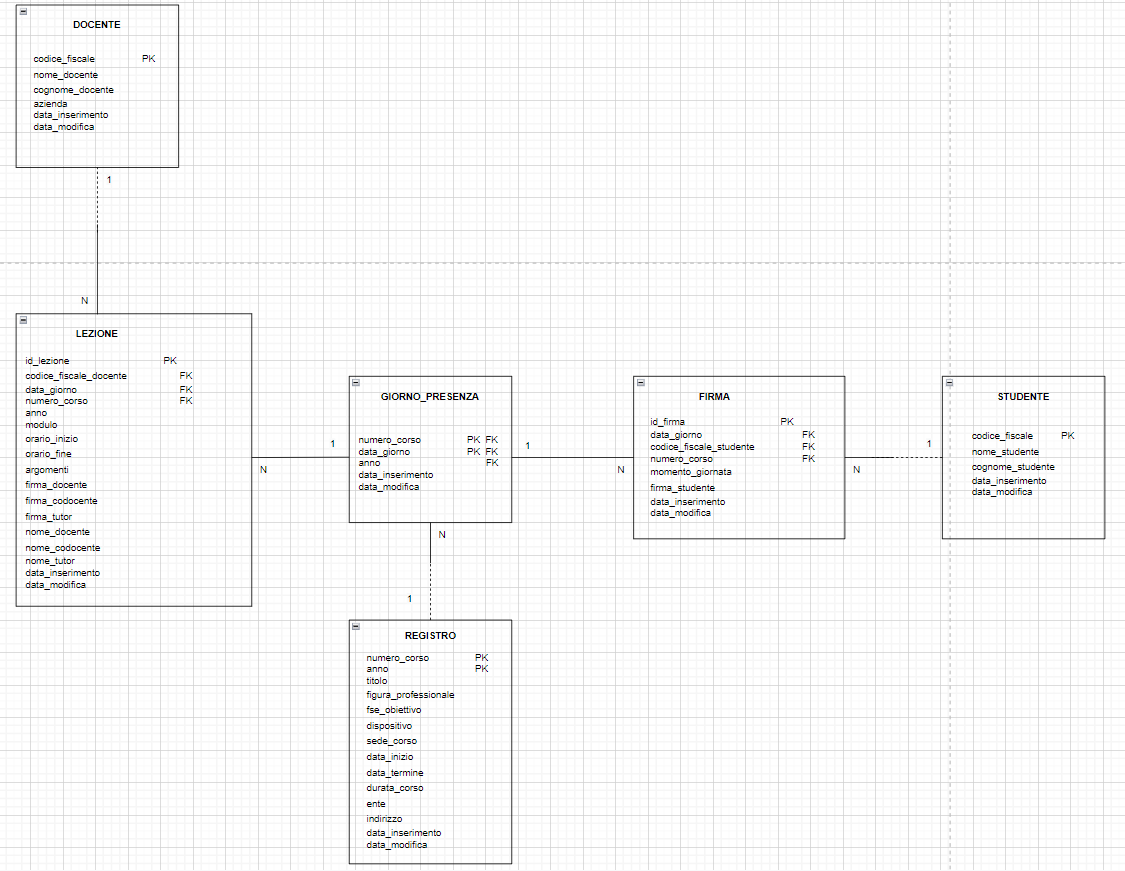 DOCENTE
codice_fiscale PK
nome_docente
cognome_docente
azienda
data_inserimento
data_modifica
1
N
LEZIONE
id_lezione PK
codice_fiscale_docente FK
data_giorno FK
numero_corso FK
anno
modulo
orario_inizio
orario_fine
argomenti
firma_docente
firma_codocente
firma_tutor
nome_docente
nome_codocente
nome_tutor
data_inserimento
data_modifica
N
1
GIORNO_PRESENZA
numero_corso PK FK
data_giorno PK FK
anno FK
data_inserimento
data_modifica
1
N
FIRMA
id_firma PK
data_giorno FK
codice_fiscale_studente FK
numero_corso FK
momento_giornata
firma_studente
data_inserimento
data_modifica
N
1
STUDENTE
codice_fiscale PK
nome_studente
cognome_studente
data_inserimento
data_modifica
N
1
REGISTRO
numero_corso PK
anno PK
titolo
figura_professionale
fse_obiettivo
dispositivo
sede_corso
data_inizio
data_termine
durata_corso
ente
indirizzo
data_inserimento
data_modifica